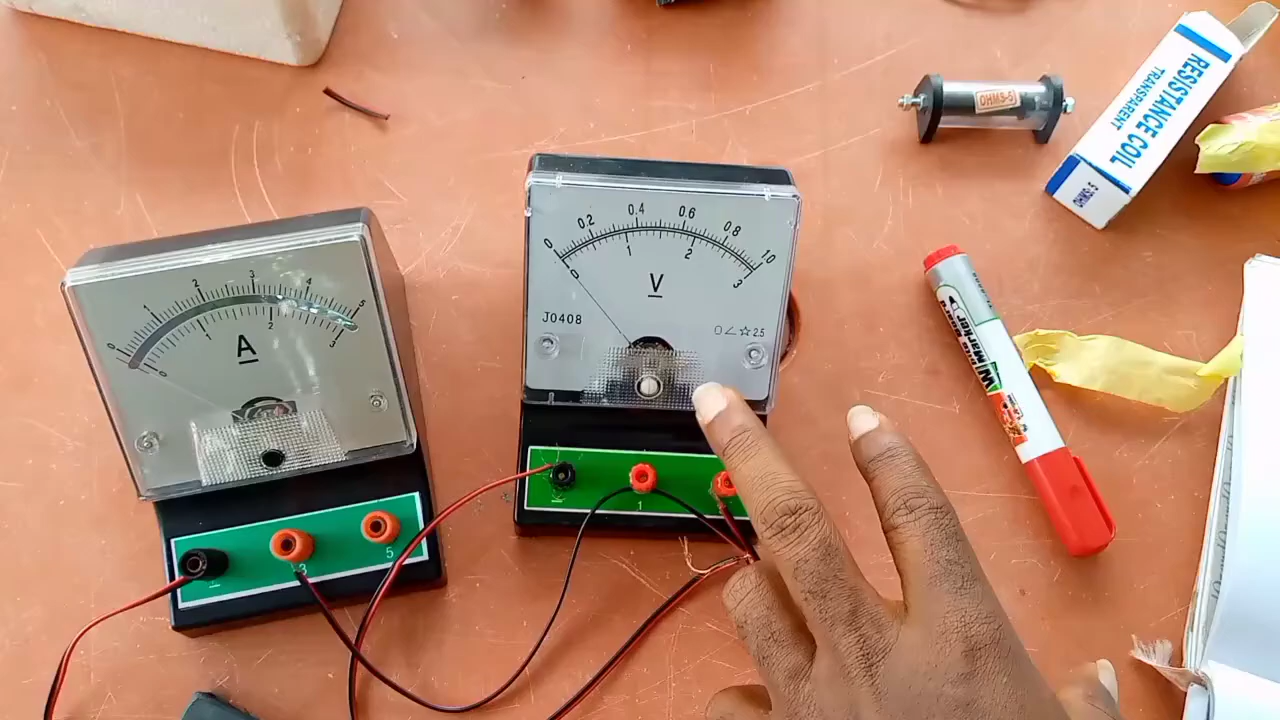 0 1 2 3 4 5
0 1 2 3
A
−
3
5
0 0.2 0.4 0.6 0.8 1.0
0 1 2 3
V
J0408
2.5
−
1
OHMS-5
RESISTANCE COIL
TRANSPARENT
Marker